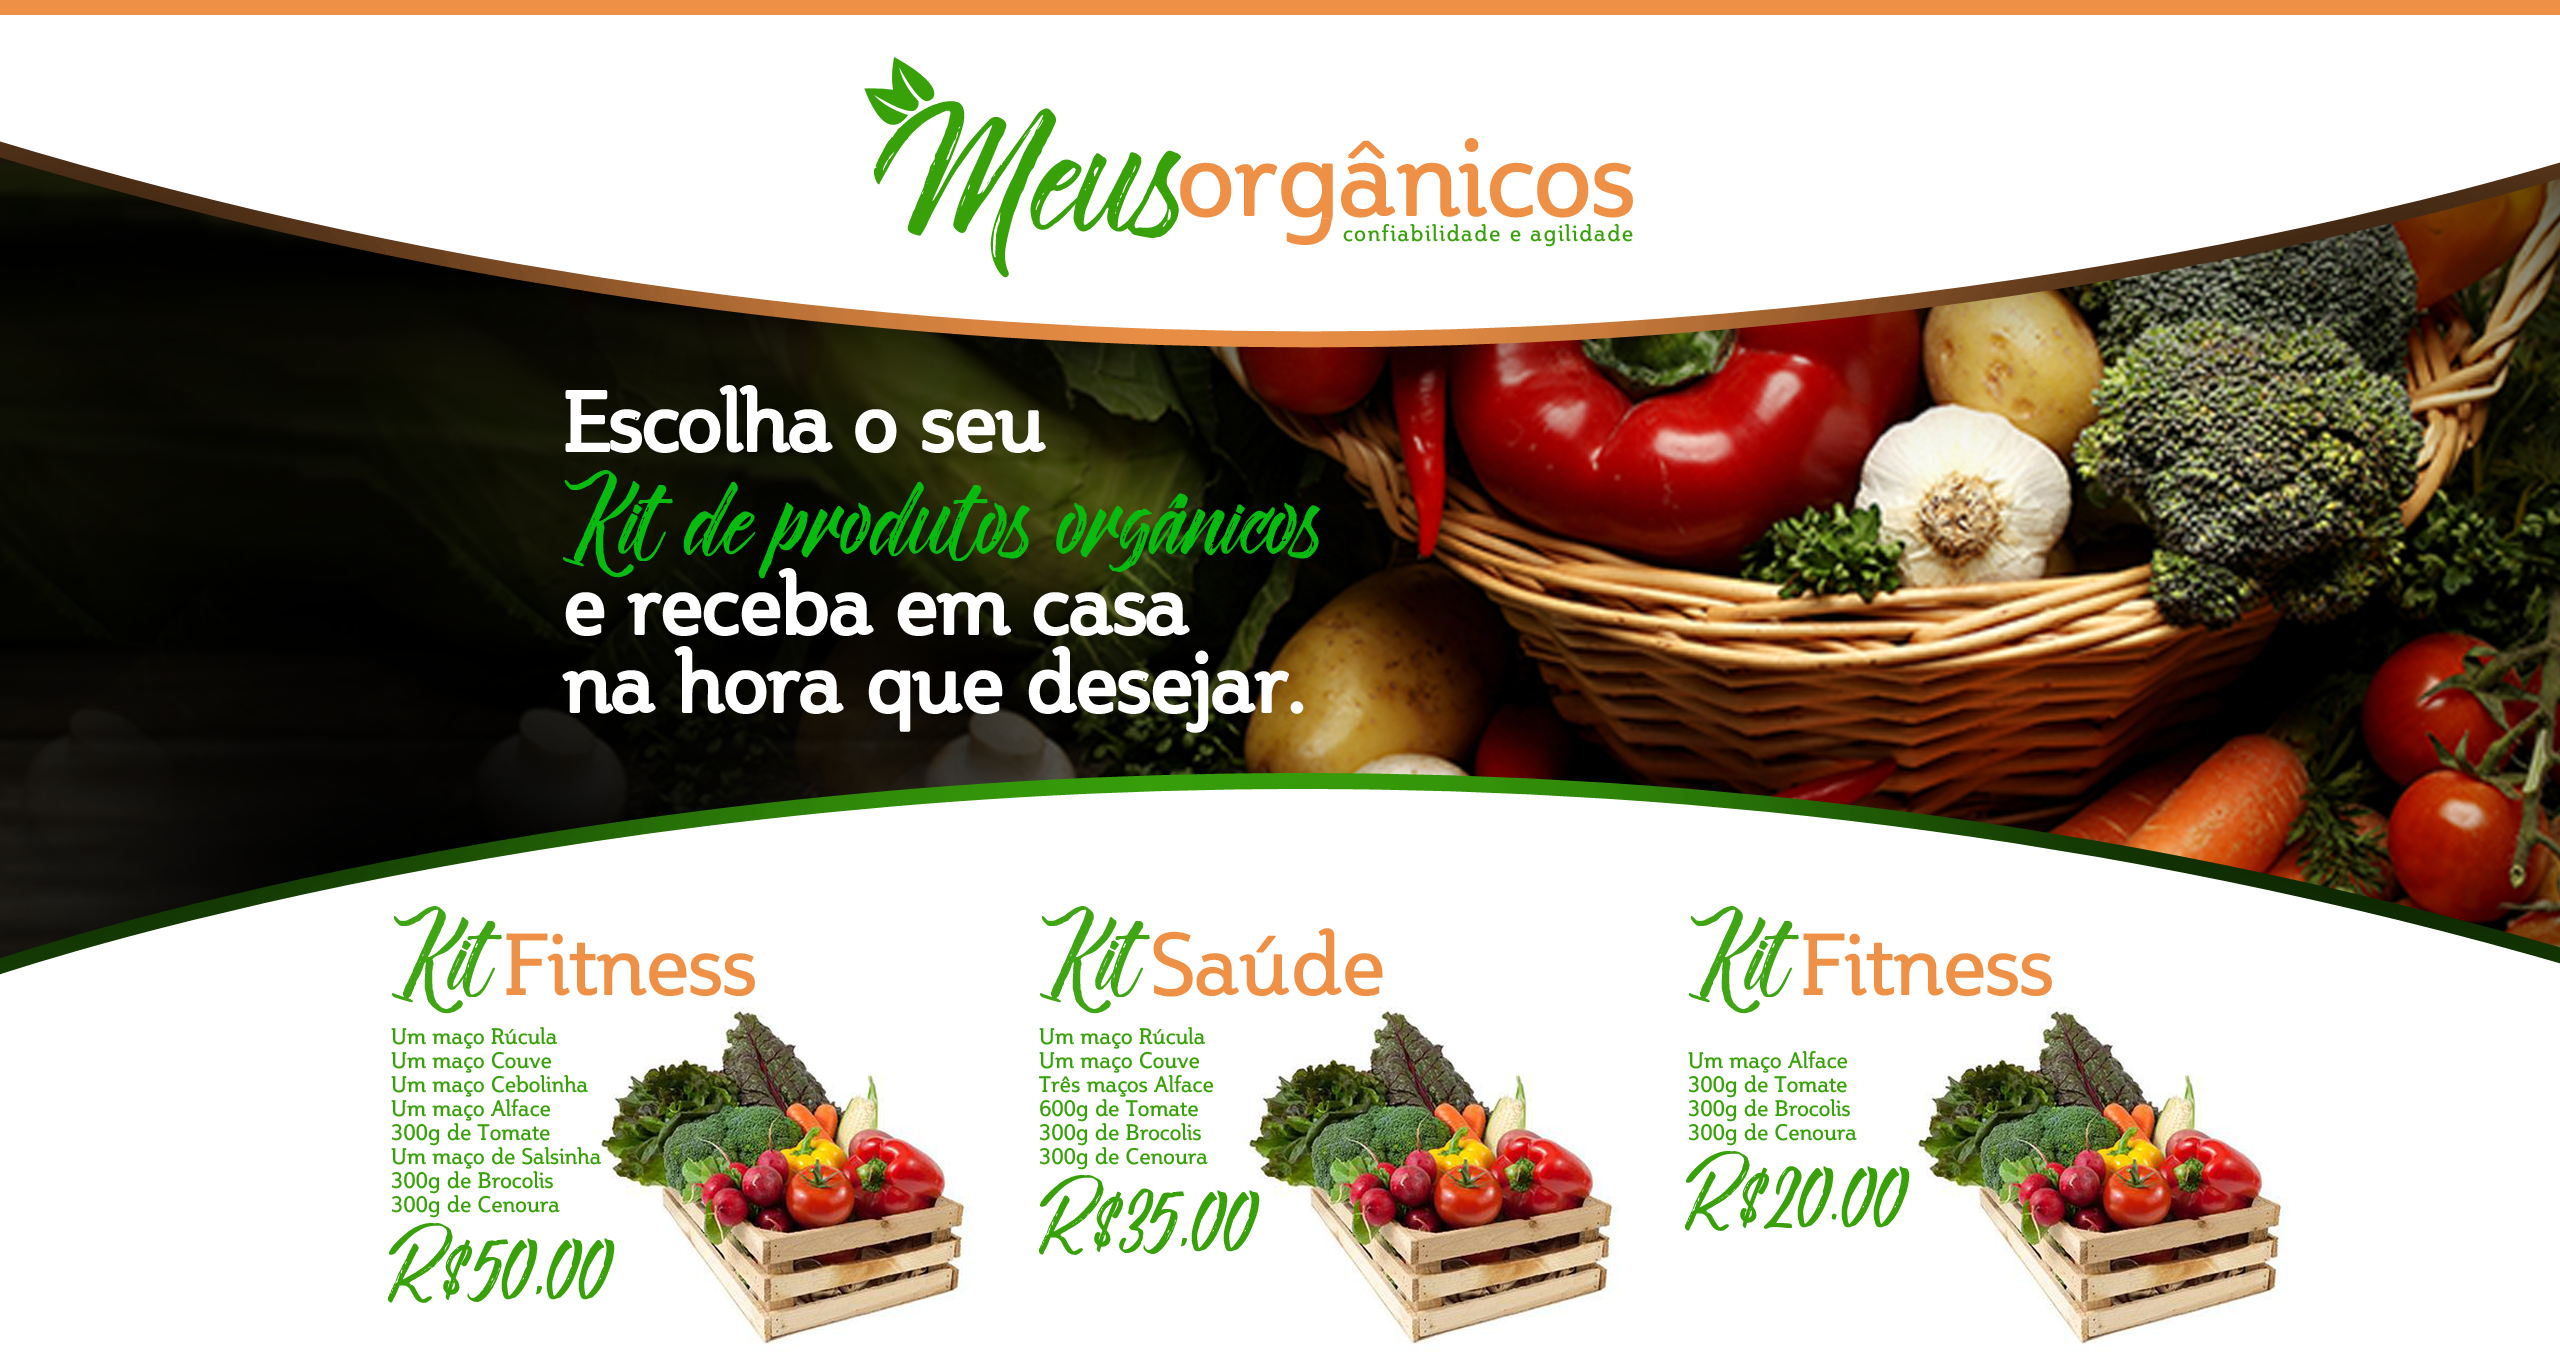 Meusorgânicos
confiabilidade e agilidade
Escolha o seu
Kit de produtos orgânicos
e receba em casa
na hora que desejar.
Kit Fitness
Um maço Rúcula
Um maço Couve
Um maço Cebolinha
Um maço Alface
300g de Tomate
Um maço de Salsinha
300g de Brocolis
300g de Cenoura
R$50,00
Kit Saúde
Um maço Rúcula
Um maço Couve
Três maços Alface
600g de Tomate
300g de Brocolis
300g de Cenoura
R$35,00
Kit Fitness
Um maço Alface
300g de Tomate
300g de Brocolis
300g de Cenoura
R$20.00